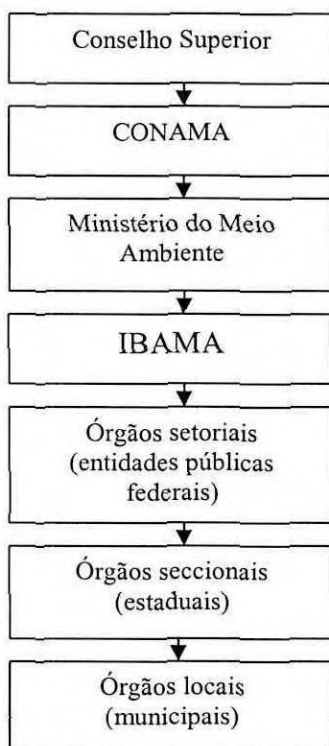 Conselho Superior
CONAMA
Ministério do Meio
Ambiente
IBAMA
Órgãos setoriais
(entidades públicas
federais)
Órgãos seccionais
(estaduais)
Órgãos locais
(municipais)